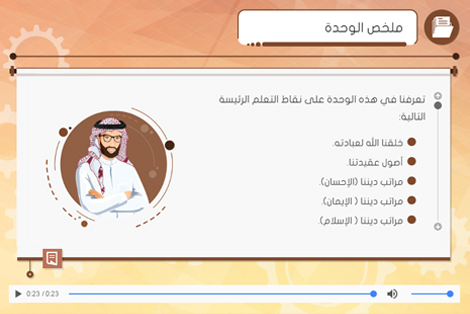 ملخص الوحدة
تعرفنا في هذه الوحدة على نقاط التعلم الرئيسة
التالية:
خلقنا الله لعبادته.
أصول عقيدتنا.
مراتب ديننا (الإحسان).
مراتب ديننا ( الإيمان).
مراتب ديننا ( الإسلام).
0:23 / 0:23